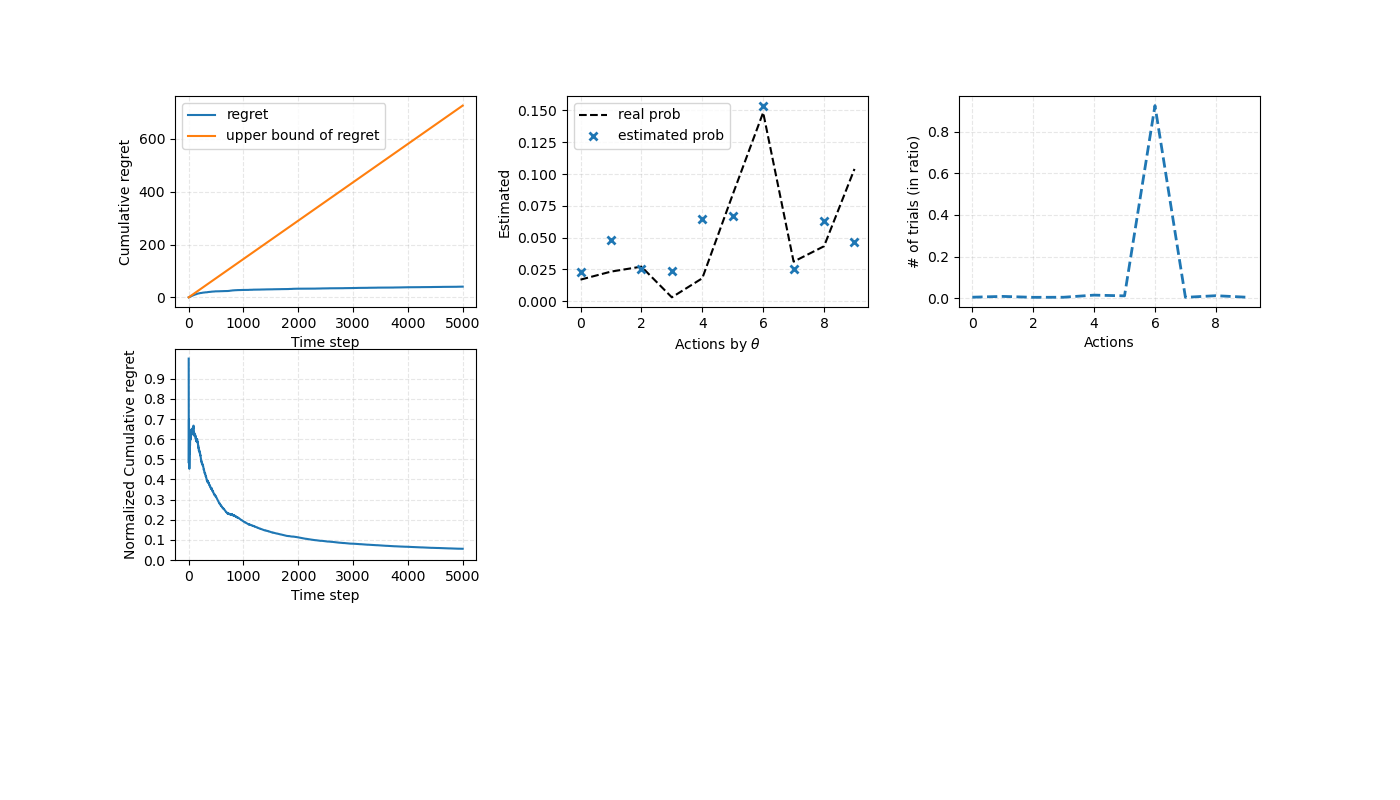 Cumulative regret
600
400
200
0
regret
upper bound of regret
0 1000 2000 3000 4000 5000
Time step
Estimated
0.150
0.125
0.100
0.075
0.050
0.025
0.000
real prob
estimated prob
0 2 4 6 8
Actions by θ
# of trials (in ratio)
0.8
0.6
0.4
0.2
0.0
0 2 4 6 8
Actions
Normalized Cumulative regret
0.9
0.8
0.7
0.6
0.5
0.4
0.3
0.2
0.1
0.0
0 1000 2000 3000 4000 5000
Time step